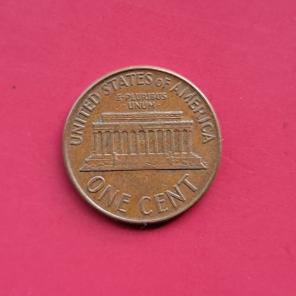 UNITED STATES OF AMERICA
E·PLURIBUS
UNUM
ONE CENT